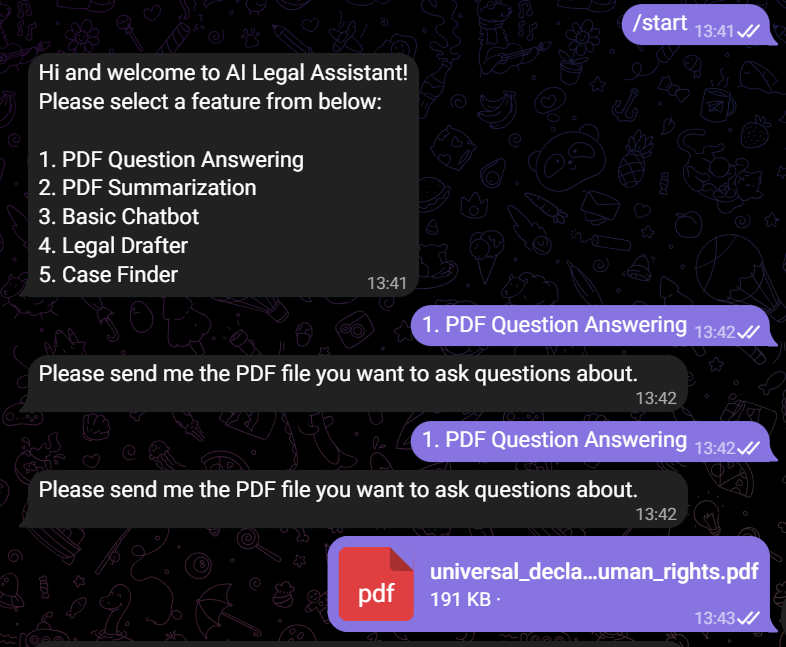 /start 13:41
Hi and welcome to AI Legal Assistant!
Please select a feature from below:
1. PDF Question Answering
2. PDF Summarization
3. Basic Chatbot
4. Legal Drafter
5. Case Finder
13:41
1. PDF Question Answering 13:42
Please send me the PDF file you want to ask questions about.
13:42
1. PDF Question Answering 13:42
Please send me the PDF file you want to ask questions about.
13:42
pdf
universal_decla...uman_rights.pdf
191 KB ·
13:43